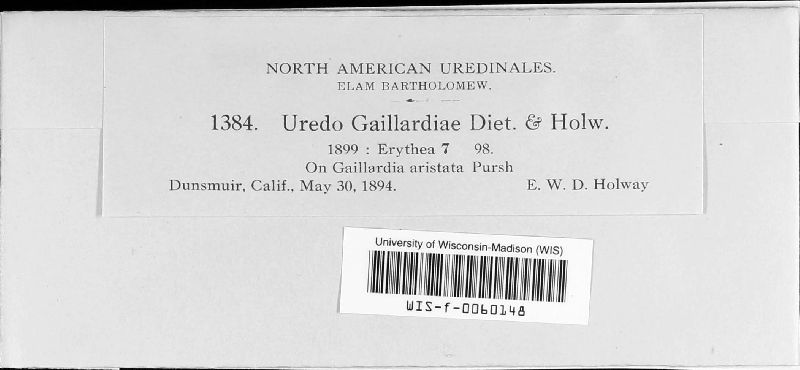 NORTH AMERICAN UREDINALES.
ELAM BARTHOLOMEW.
1384. Uredo Gaillardiae Diet. & Holw.
1899 : Erythea 7 98.
On Gaillardia aristata Pursh
Dunsmuir, Calif., May 30, 1894. E. W. D. Holway
University of Wisconsin-Madison (WIS)
WIS-f-0060148